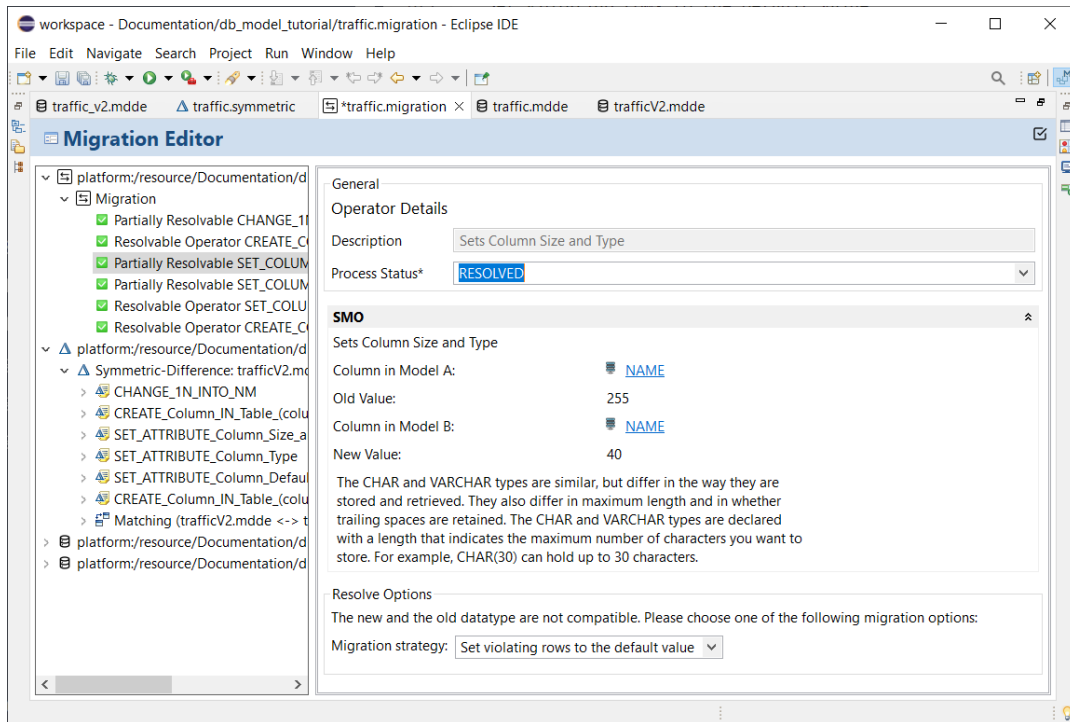 workspace - Documentation/db_model_tutorial/traffic.migration - Eclipse IDE
File Edit Navigate Search Project Run Window Help
traffic_v2.mdde traffic.symmetric *traffic.migration traffic.mdde trafficV2.mdde
Migration Editor
platform:/resource/Documentation/d
Migration
Partially Resolvable CHANGE_1N
Resolvable Operator CREATE_CO
Partially Resolvable SET_COLUM
Partially Resolvable SET_COLUM
Resolvable Operator SET_COLU
Resolvable Operator CREATE_CO
platform:/resource/Documentation/d
Symmetric-Difference: trafficV2.md
CHANGE_1N_INTO_NM
CREATE_Column_IN_Table_(colu
SET_ATTRIBUTE_Column_Size_a
SET_ATTRIBUTE_Column_Type
SET_ATTRIBUTE_Column_Defaul
CREATE_Column_IN_Table_(colu
Matching (trafficV2.mdde <-> t
platform:/resource/Documentation/d
platform:/resource/Documentation/d
General
Operator Details
Description Sets Column Size and Type
Process Status* RESOLVED
SMO
Sets Column Size and Type
Column in Model A: NAME
Old Value: 255
Column in Model B: NAME
New Value: 40
The CHAR and VARCHAR types are similar, but differ in the way they are
stored and retrieved. They also differ in maximum length and in whether
trailing spaces are retained. The CHAR and VARCHAR types are declared
with a length that indicates the maximum number of characters you want to
store. For example, CHAR(30) can hold up to 30 characters.
Resolve Options
The new and the old datatype are not compatible. Please choose one of the following migration options:
Migration strategy: Set violating rows to the default value